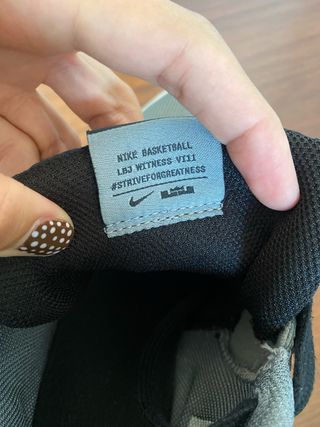 NIKE BASKETBALL
LBJ WITNESS VIII
#STRIVEFORGREATNESS